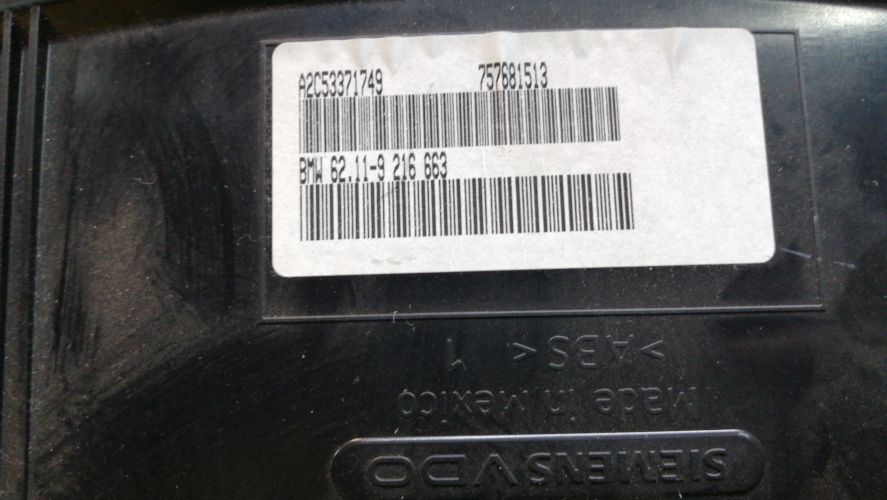 A2C53371749 757681513
BMW 62.11-9 216 663
>ABS< 1
Made in Mexico
SIEMENS VDO